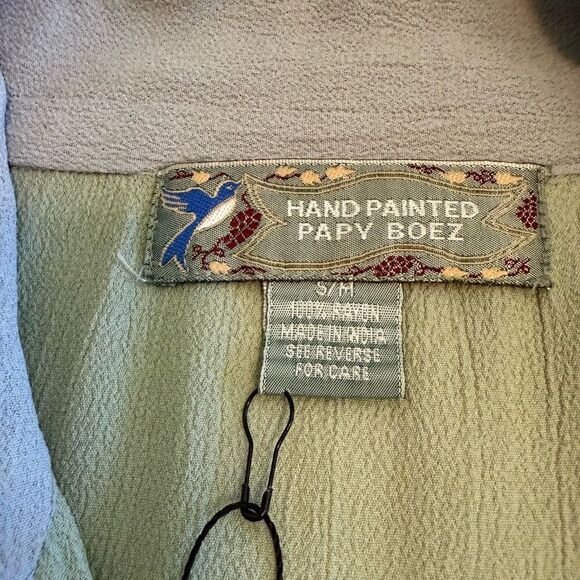 HAND PAINTED
PAPY BOEZ
S/M
100% RAYON
MADE IN INDIA
SEE REVERSE
FOR CARE